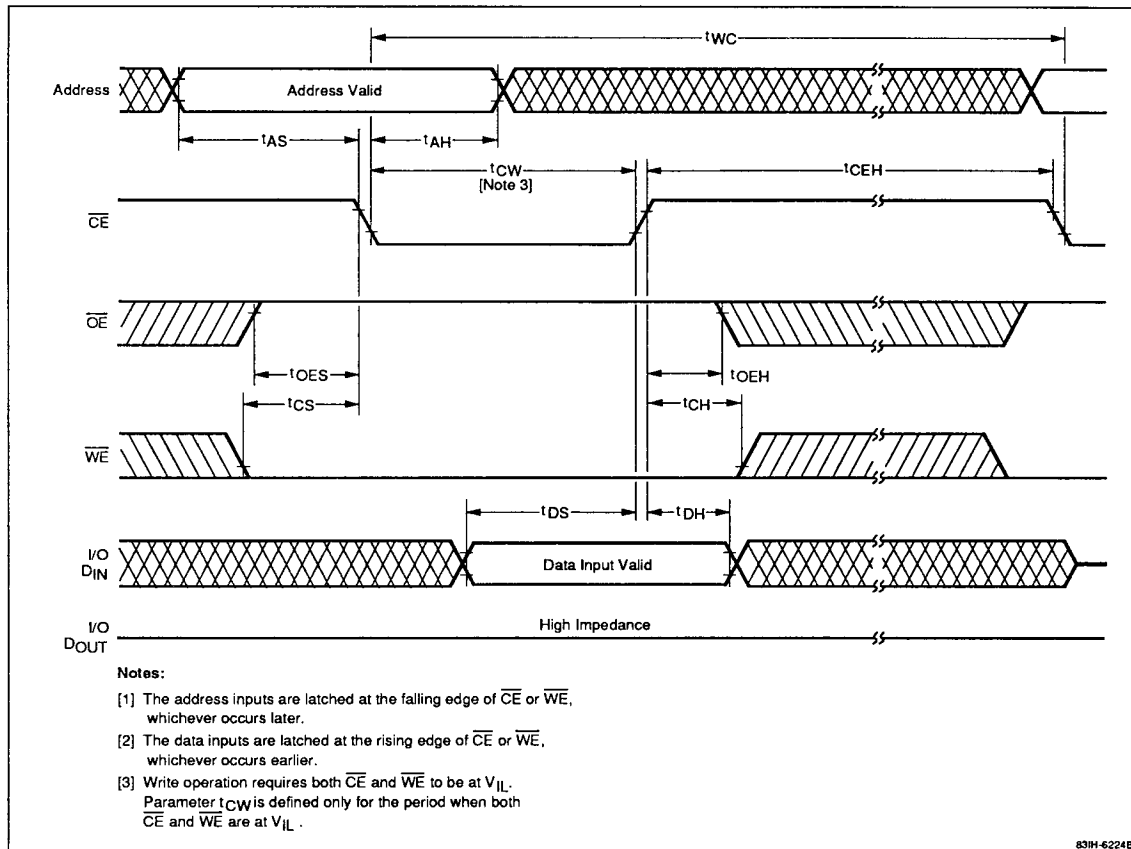 tWC
Address
Address Valid
tAS
tAH
tCW
[Note 3]
tCEH
CE
OE
tOES
tOEH
tCS
tCH
WE
tDS
tDH
I/O
DIN
Data Input Valid
I/O
DOUT
High Impedance
Notes:
[1] The address inputs are latched at the falling edge of CE or WE,
whichever occurs later.
[2] The data inputs are latched at the rising edge of CE or WE,
whichever occurs earlier.
[3] Write operation requires both CE and WE to be at VIL.
Parameter tCW is defined only for the period when both
CE and WE are at VIL .
83IH-6224B